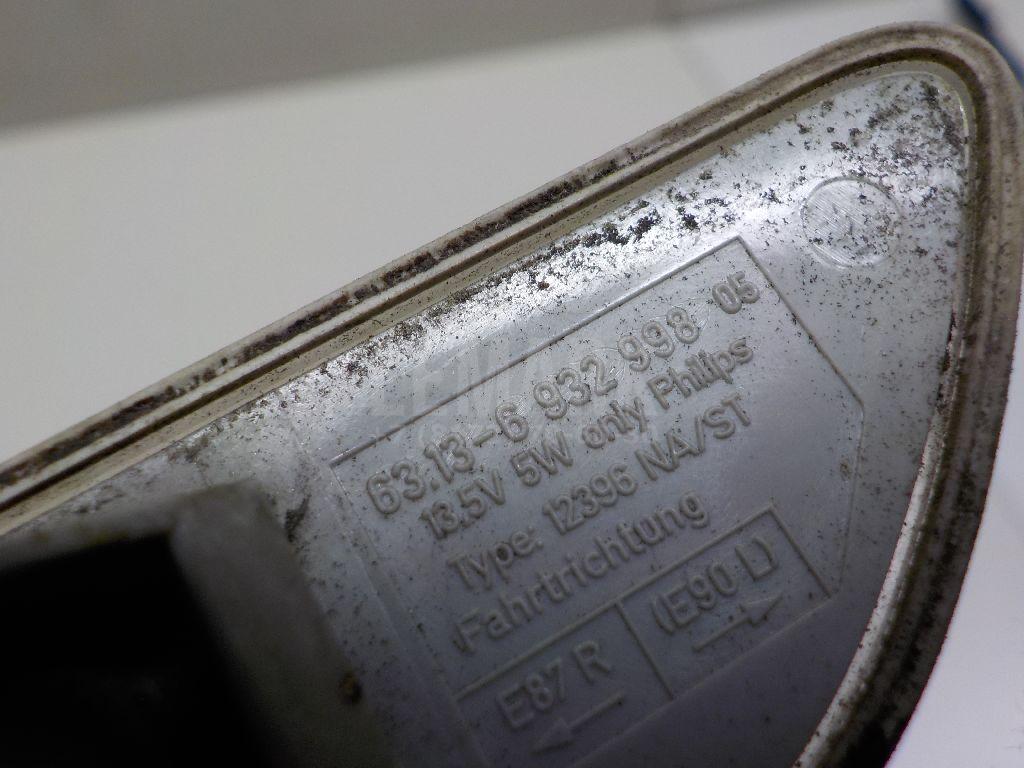 63.13-6 932 998 05
13,5V 5W only Philips
Type: 12396 NA/ST
Fahrtrichtung
E87 R (E90 L)